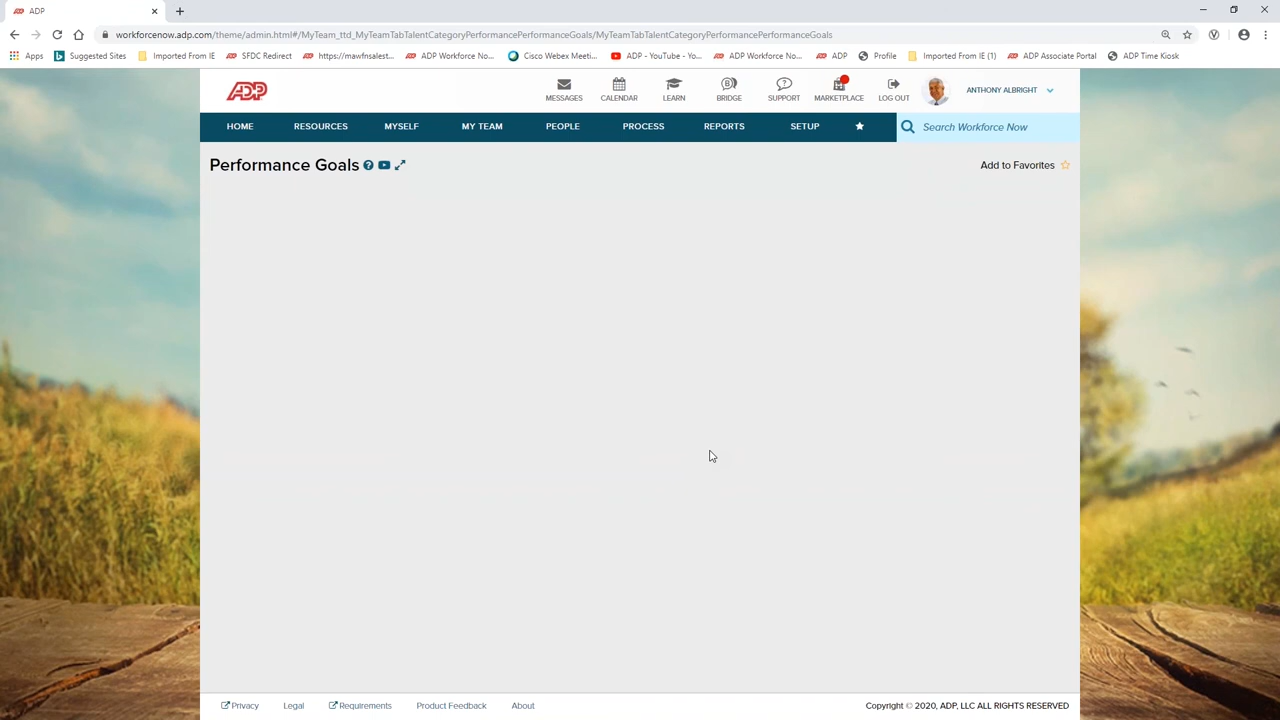 ADP
workforcenow.adp.com/theme/admin.html#/MyTeam_ttd_MyTeamTabTalentCategoryPerformancePerformanceGoals/MyTeamTabTalentCategoryPerformancePerformanceGoals
Apps Suggested Sites Imported From IE SFDC Redirect https://mawfnsalest... ADP Workforce No... Cisco Webex Meeti... ADP - YouTube - Yo... ADP Workforce No... ADP Profile Imported From IE (1) ADP Associate Portal ADP Time Kiosk
ADP MESSAGES CALENDAR LEARN BRIDGE SUPPORT MARKETPLACE LOG OUT ANTHONY ALBRIGHT
HOME RESOURCES MYSELF MY TEAM PEOPLE PROCESS REPORTS SETUP Search Workforce Now
Performance Goals Add to Favorites
Privacy Legal Requirements Product Feedback About Copyright © 2020, ADP, LLC ALL RIGHTS RESERVED